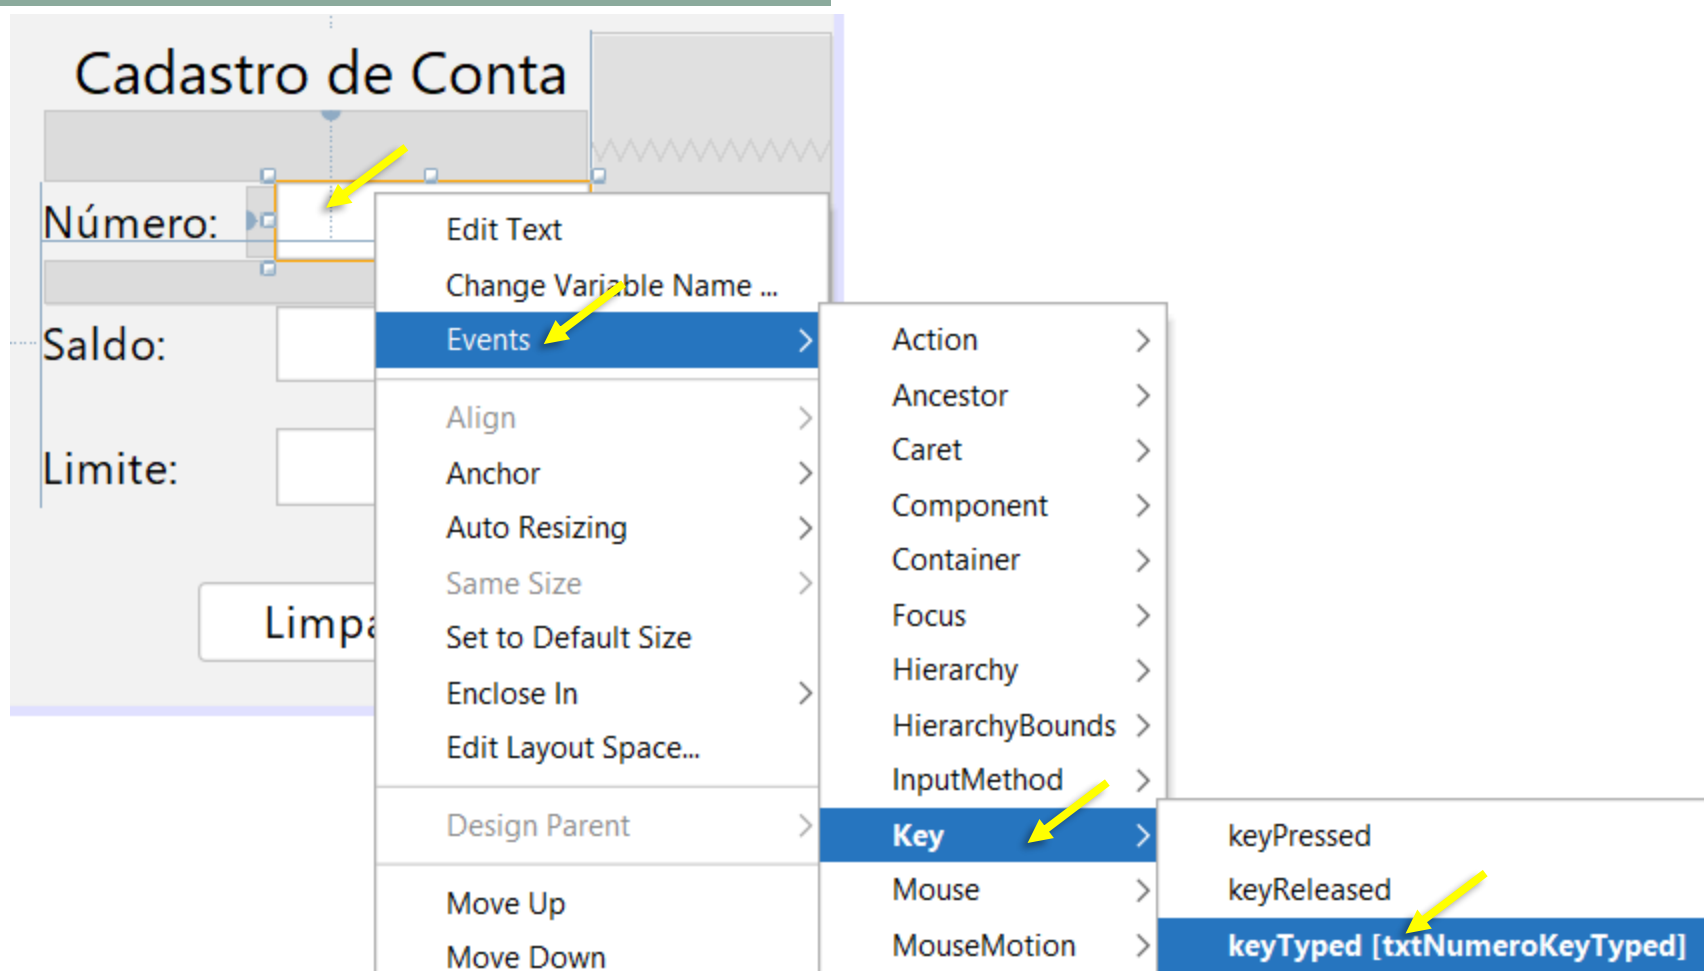 Cadastro de Conta
Número:
Saldo:
Limite:
Limpa
Edit Text
Change Variable Name ...
Events
Align
Anchor
Auto Resizing
Same Size
Set to Default Size
Enclose In
Edit Layout Space...
Design Parent
Move Up
Move Down
Action
Ancestor
Caret
Component
Container
Focus
Hierarchy
HierarchyBounds
InputMethod
Key
Mouse
MouseMotion
keyPressed
keyReleased
keyTyped [txtNumeroKeyTyped]